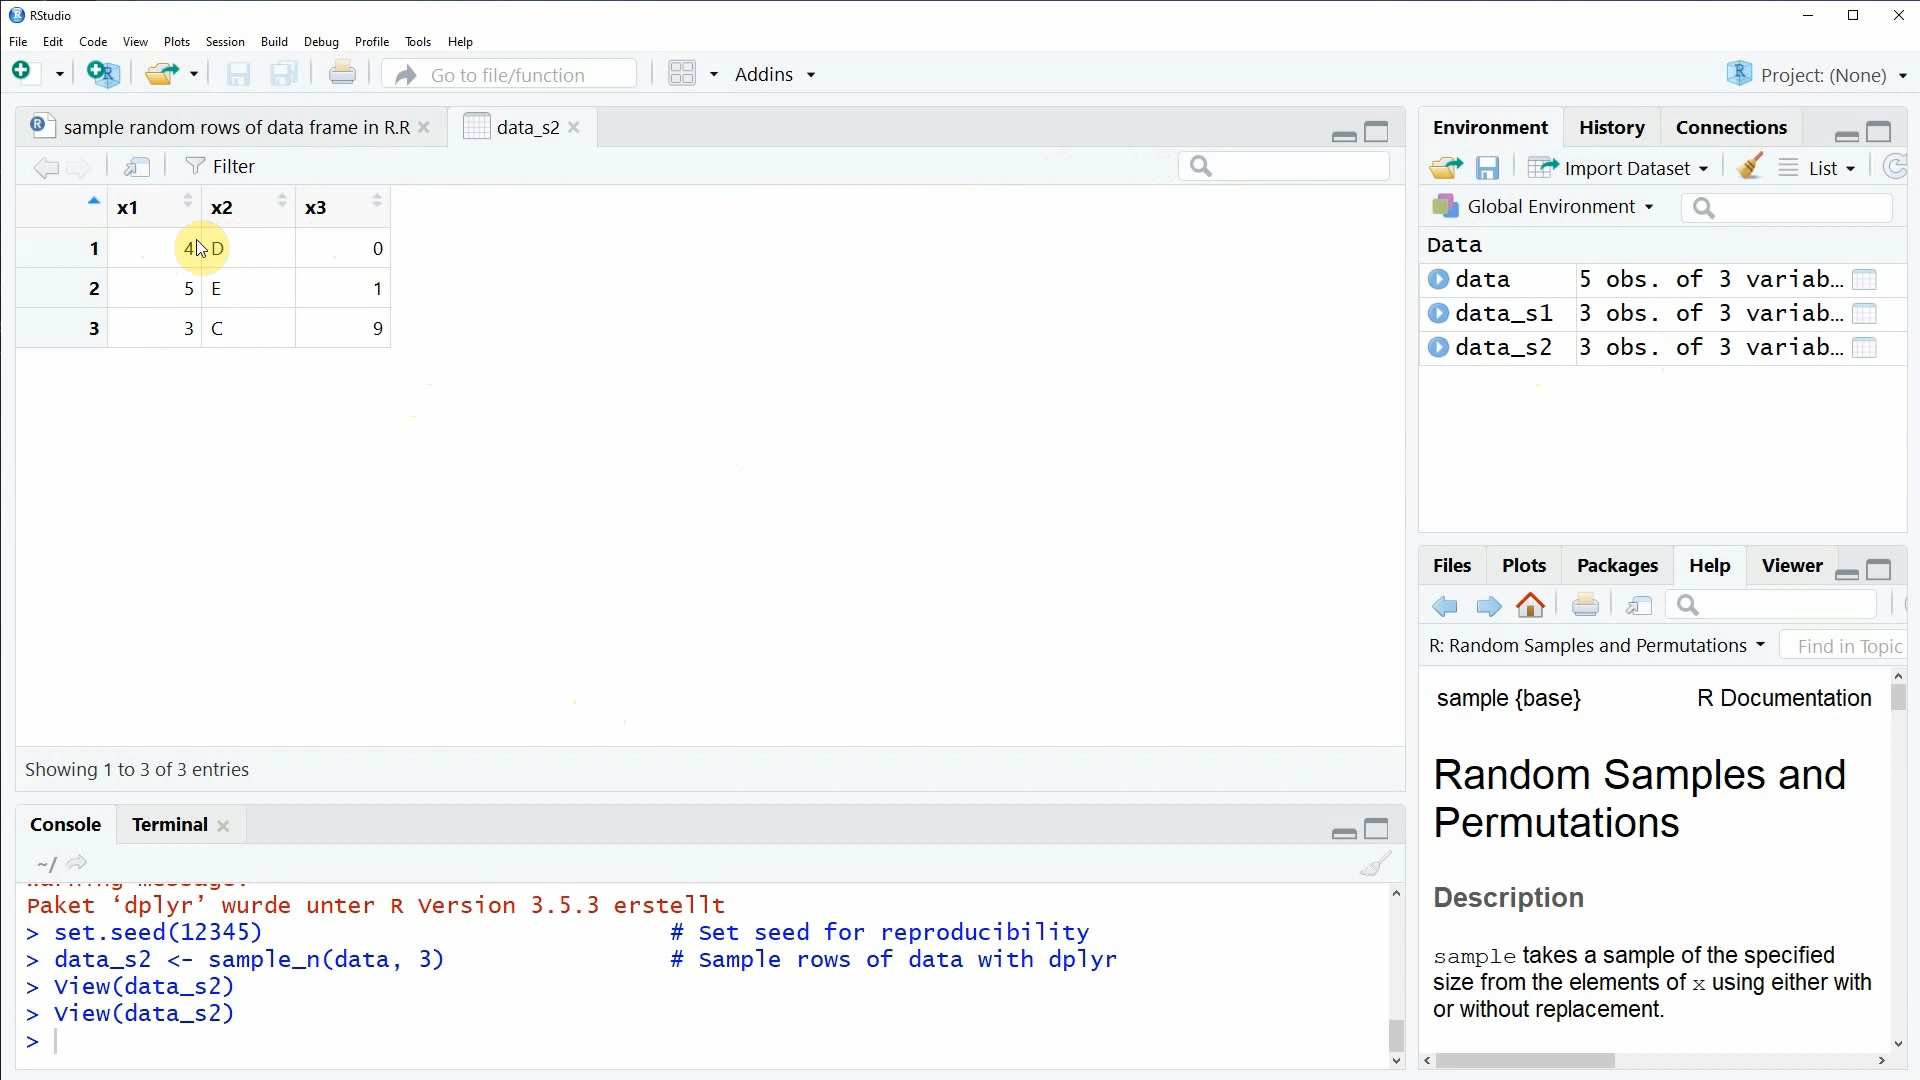 RStudio
File Edit Code View Plots Session Build Debug Profile Tools Help
Go to file/function Addins Project: (None)
sample random rows of data frame in R.R data_s2
Filter
x1 x2 x3
1 4 D 0
2 5 E 1
3 3 C 9
Showing 1 to 3 of 3 entries
Console Terminal
~/
Paket ‘dplyr’ wurde unter R Version 3.5.3 erstellt
> set.seed(12345) # Set seed for reproducibility
> data_s2 <- sample_n(data, 3) # Sample rows of data with dplyr
> View(data_s2)
> View(data_s2)
>
Environment History Connections
Import Dataset List
Global Environment
Data
data 5 obs. of 3 variab…
data_s1 3 obs. of 3 variab…
data_s2 3 obs. of 3 variab…
Files Plots Packages Help Viewer
R: Random Samples and Permutations Find in Topic
sample {base} R Documentation
Random Samples and
Permutations
Description
sample takes a sample of the specified
size from the elements of x using either with
or without replacement.